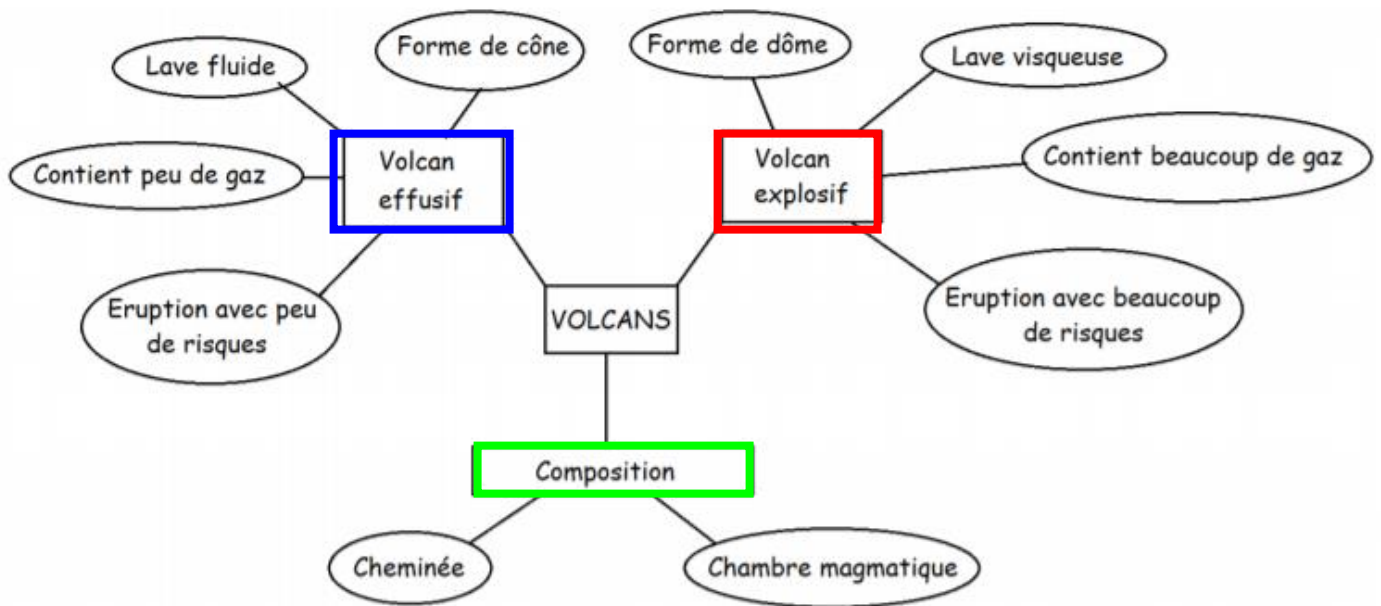 Forme de cône
Forme de dôme
Lave fluide
Lave visqueuse
Contient peu de gaz
Volcan
effusif
Volcan
explosif
Contient beaucoup de gaz
Eruption avec peu
de risques
VOLCANS
Eruption avec beaucoup
de risques
Composition
Cheminée
Chambre magmatique